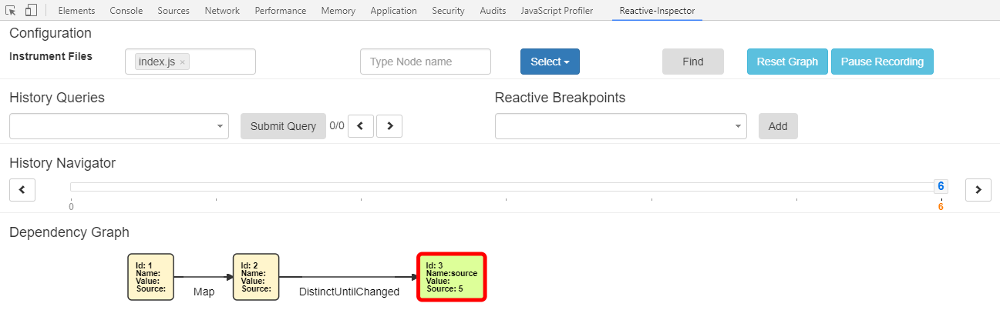 Elements Console Sources Network Performance Memory Application Security Audits JavaScript Profiler Reactive-Inspector
Configuration
Instrument Files index.js × Type Node name Select Find Reset Graph Pause Recording
History Queries Reactive Breakpoints
Submit Query 0/0 Add
History Navigator
6
0 6
Dependency Graph
Id: 1
Name:
Value:
Source:
Map
Id: 2
Name:
Value:
Source:
DistinctUntilChanged
Id: 3
Name:source
Value:
Source: 5